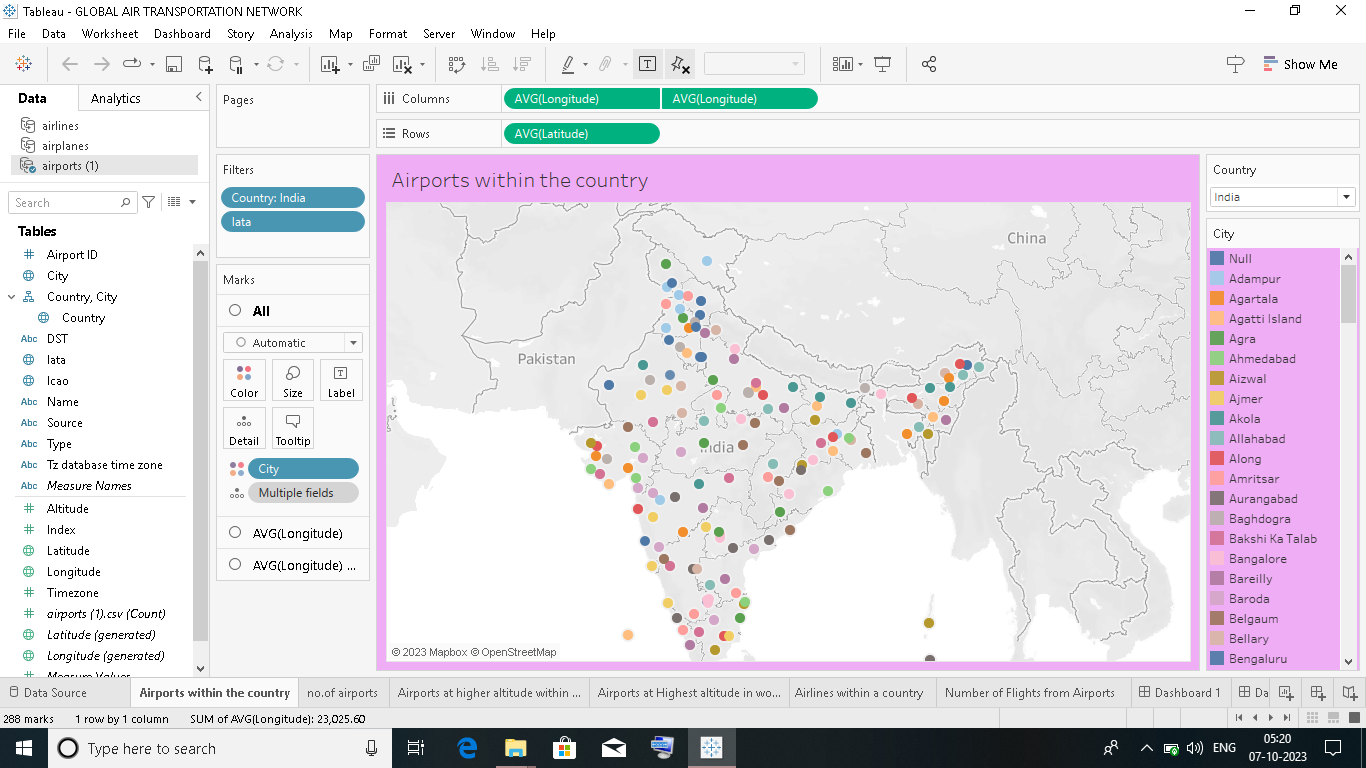 Tableau - GLOBAL AIR TRANSPORTATION NETWORK
File Data Worksheet Dashboard Story Analysis Map Format Server Window Help
Show Me
Data Analytics
airlines
airplanes
airports (1)
Search
Tables
Airport ID
City
Country, City
Country
DST
Iata
Icao
Name
Source
Type
Tz database time zone
Measure Names
Altitude
Index
Latitude
Longitude
Timezone
airports (1).csv (Count)
Latitude (generated)
Longitude (generated)
Measure Values
Pages
Filters
Country: India
Iata
Marks
All
Automatic
Color Size Label
Detail Tooltip
City
Multiple fields
AVG(Longitude)
AVG(Longitude) ...
Columns AVG(Longitude) AVG(Longitude)
Rows AVG(Latitude)
Airports within the country
China
Pakistan
India
© 2023 Mapbox © OpenStreetMap
Country
India
City
Null
Adampur
Agartala
Agatti Island
Agra
Ahmedabad
Aizwal
Ajmer
Akola
Allahabad
Along
Amritsar
Aurangabad
Baghdogra
Bakshi Ka Talab
Bangalore
Bareilly
Baroda
Belgaum
Bellary
Bengaluru
Data Source Airports within the country no.of airports Airports at higher altitude within ... Airports at Highest altitude in wo... Airlines within a country Number of Flights from Airports Dashboard 1 Da
288 marks 1 row by 1 column SUM of AVG(Longitude): 23,025.60
Type here to search
ENG
05:20
07-10-2023